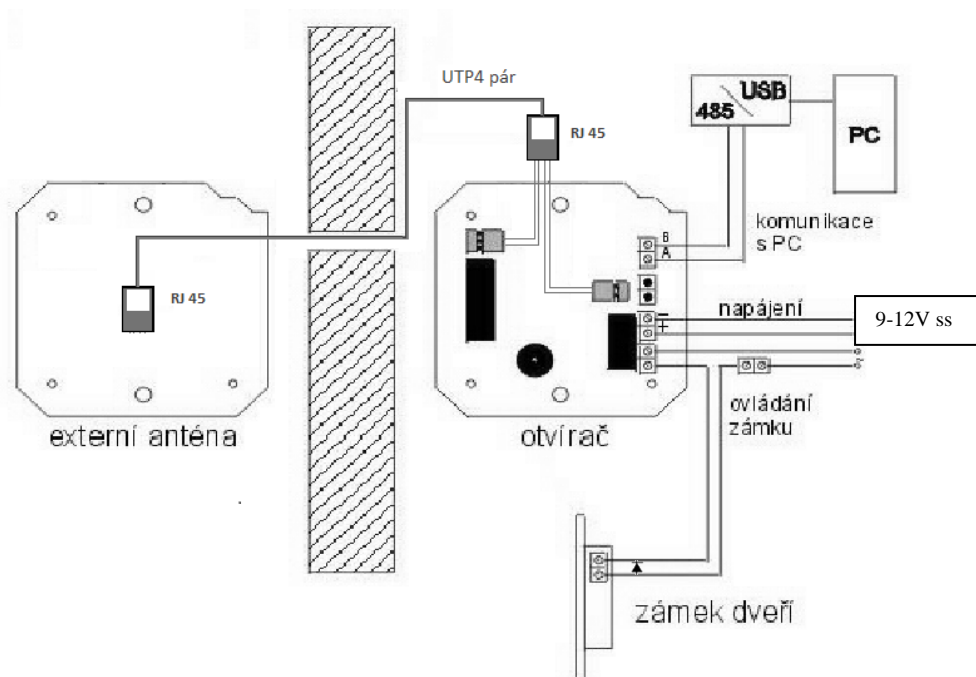 UTP4 pár
RJ 45
USB
485
PC
B
A
komunikace
s PC
RJ 45
napájení
- 
+
9-12V ss
ovládání
zámku
externí anténa
otvírač
zámek dveří